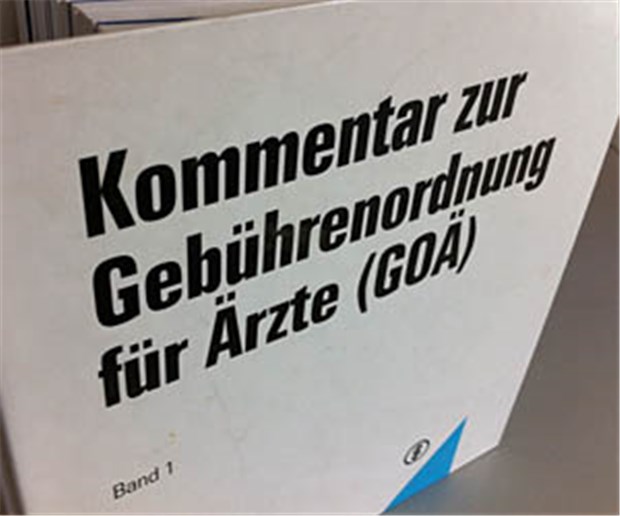 Kommentar zur
Gebührenordnung
für Ärzte (GOÄ)
Band 1